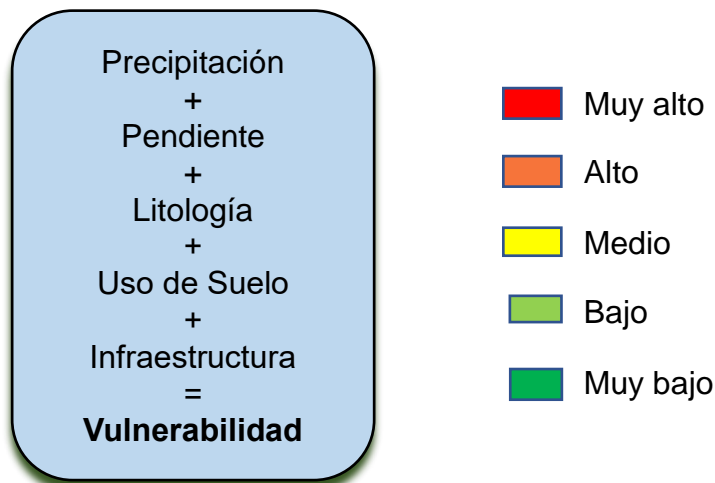 Precipitación
+
Pendiente
+
Litología
+
Uso de Suelo
+
Infraestructura
=
Vulnerabilidad
Muy alto
Alto
Medio
Bajo
Muy bajo